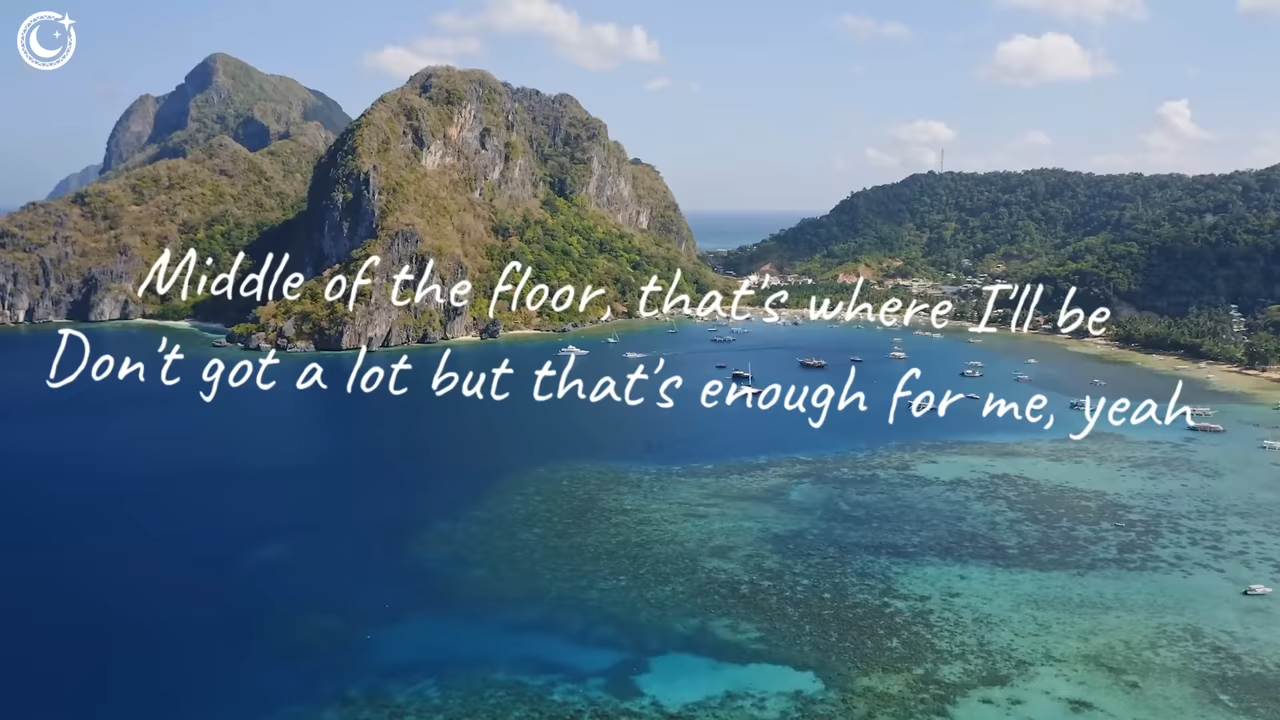 Middle of the floor, that's where I'll be
Don't got a lot but that's enough for me, yeah